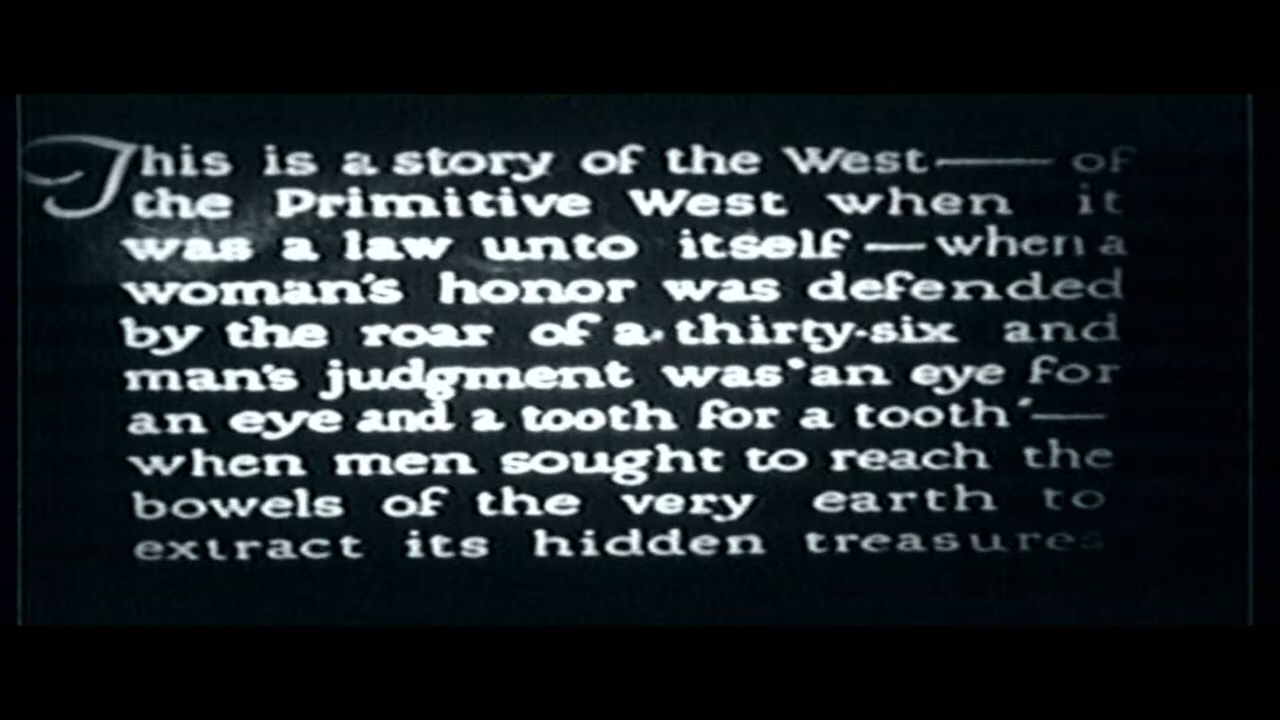 This is a story of the West — of
the Primitive West when it
was a law unto itself — when a
woman's honor was defended
by the roar of a thirty-six and
man's judgment was "an eye for
an eye and a tooth for a tooth" —
when men sought to reach the
bowels of the very earth to
extract its hidden treasures